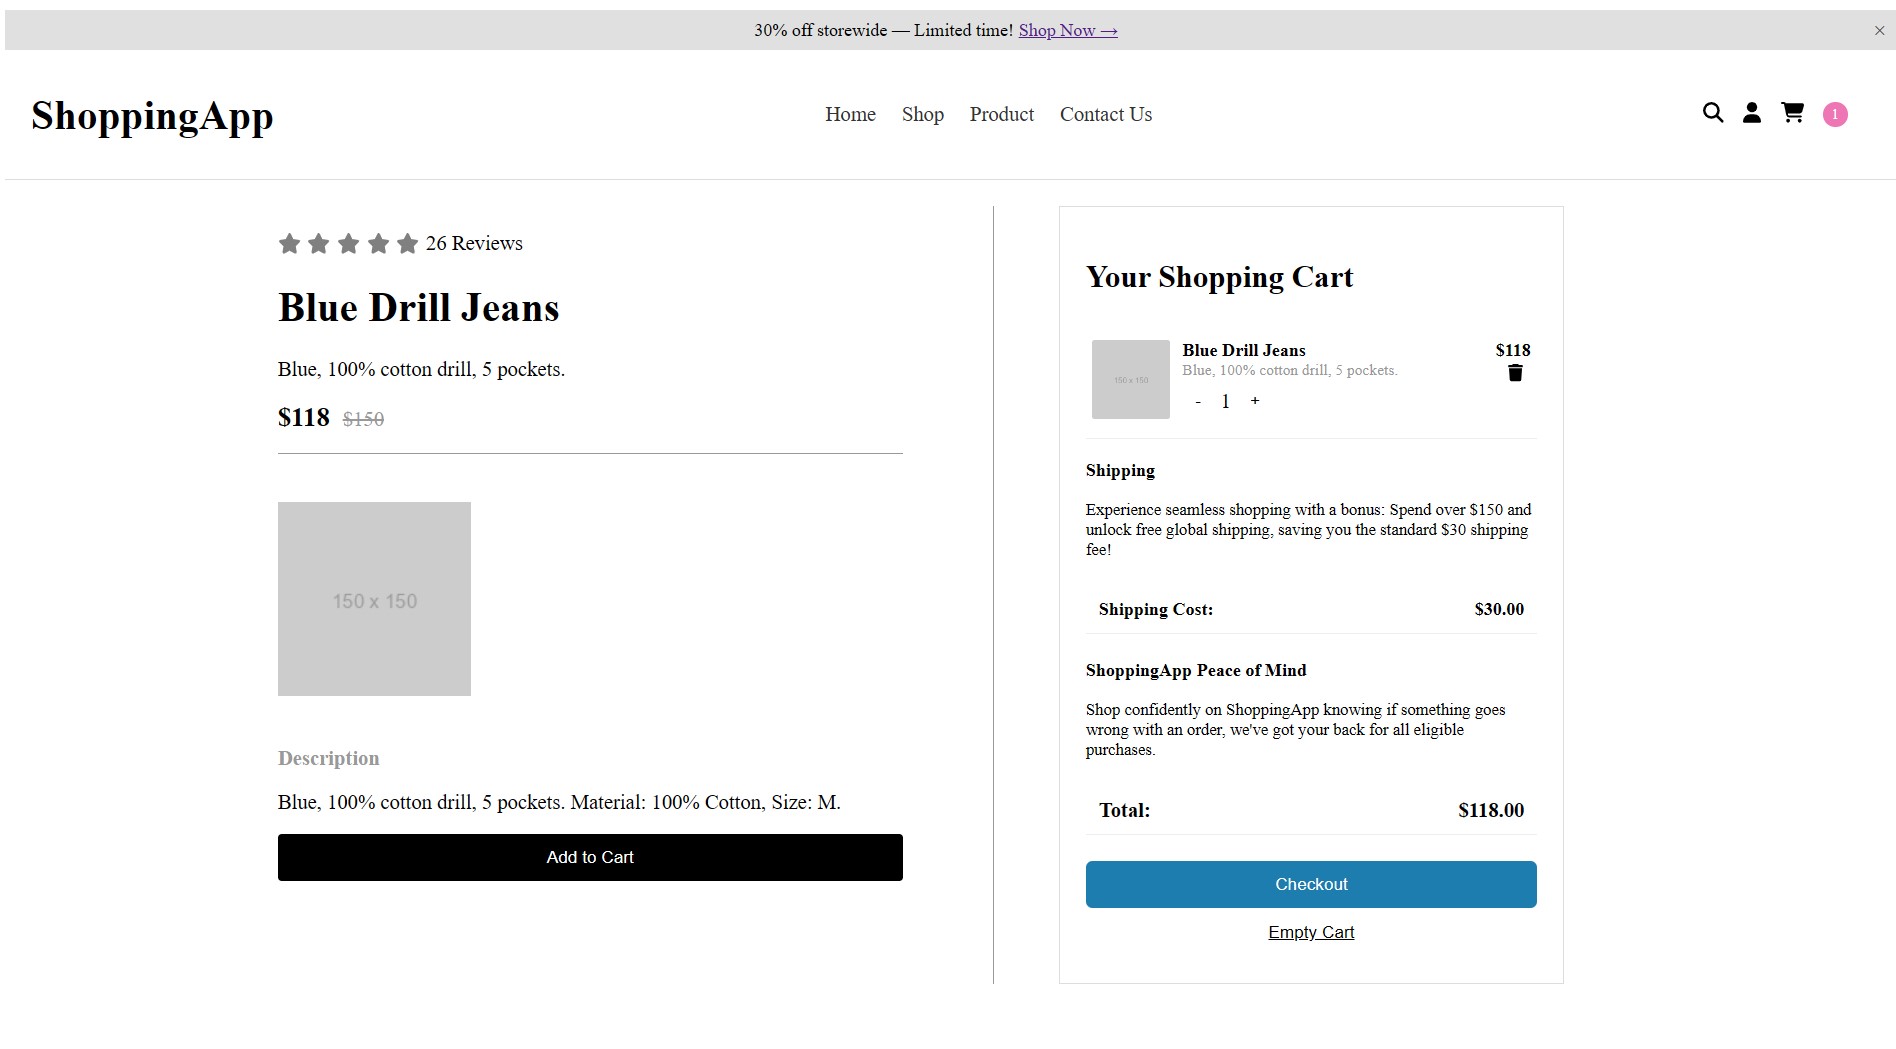 30% off storewide — Limited time! Shop Now →
×
ShoppingApp
Home Shop Product Contact Us
1
26 Reviews
Blue Drill Jeans
Blue, 100% cotton drill, 5 pockets.
$118 $150
150 x 150
Description
Blue, 100% cotton drill, 5 pockets. Material: 100% Cotton, Size: M.
Add to Cart
Your Shopping Cart
150 x 150
Blue Drill Jeans $118
Blue, 100% cotton drill, 5 pockets.
- 1 +
Shipping
Experience seamless shopping with a bonus: Spend over $150 and
unlock free global shipping, saving you the standard $30 shipping
fee!
Shipping Cost: $30.00
ShoppingApp Peace of Mind
Shop confidently on ShoppingApp knowing if something goes
wrong with an order, we've got your back for all eligible
purchases.
Total: $118.00
Checkout
Empty Cart